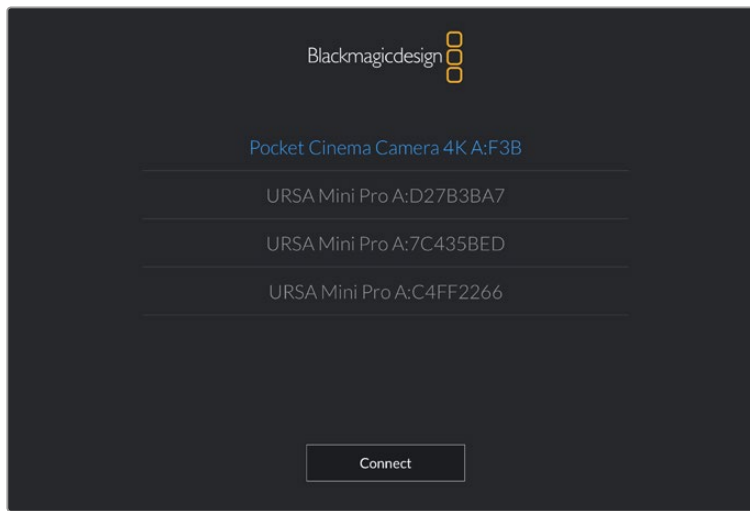 Blackmagicdesign
Pocket Cinema Camera 4K A:F3B
URSA Mini Pro A:D27B3BA7
URSA Mini Pro A:7C435BED
URSA Mini Pro A:C4FF2266
Connect